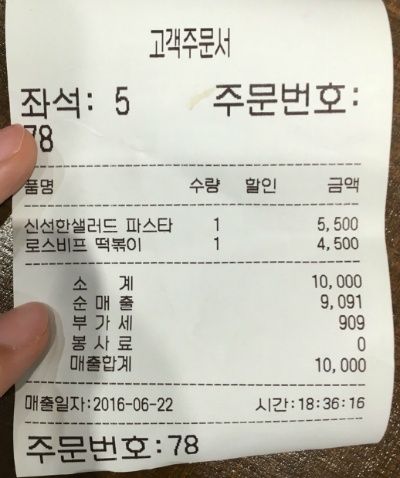 고객주문서
좌석: 5 주문번호:
78
품명 수량 할인 금액
신선한샐러드 파스타 1 5,500
로스비프 떡볶이 1 4,500
소 계 10,000
순 매 출 9,091
부 가 세 909
봉 사 료 0
매출합계 10,000
매출일자:2016-06-22 시간:18:36:16
주문번호:78